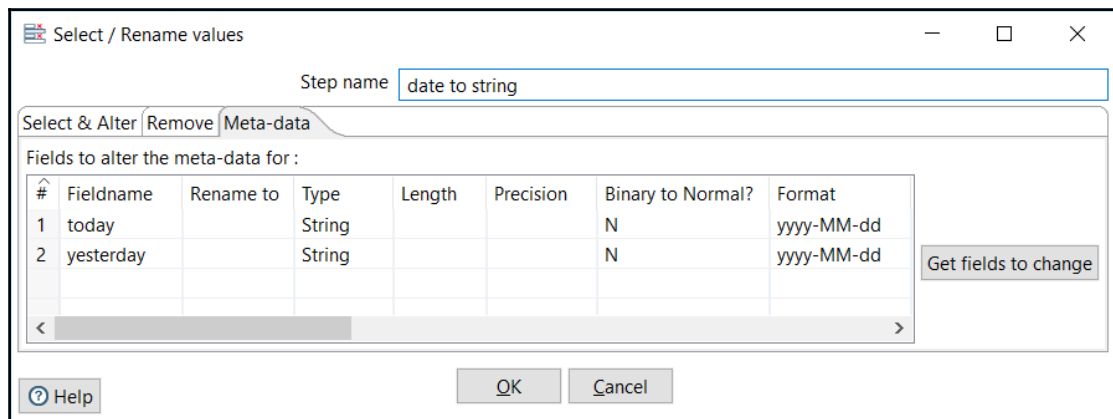 Select / Rename values
Step name date to string
Select & Alter Remove Meta-data
Fields to alter the meta-data for :
# Fieldname Rename to Type Length Precision Binary to Normal? Format
1 today String N yyyy-MM-dd
2 yesterday String N yyyy-MM-dd
Get fields to change
OK Cancel
Help